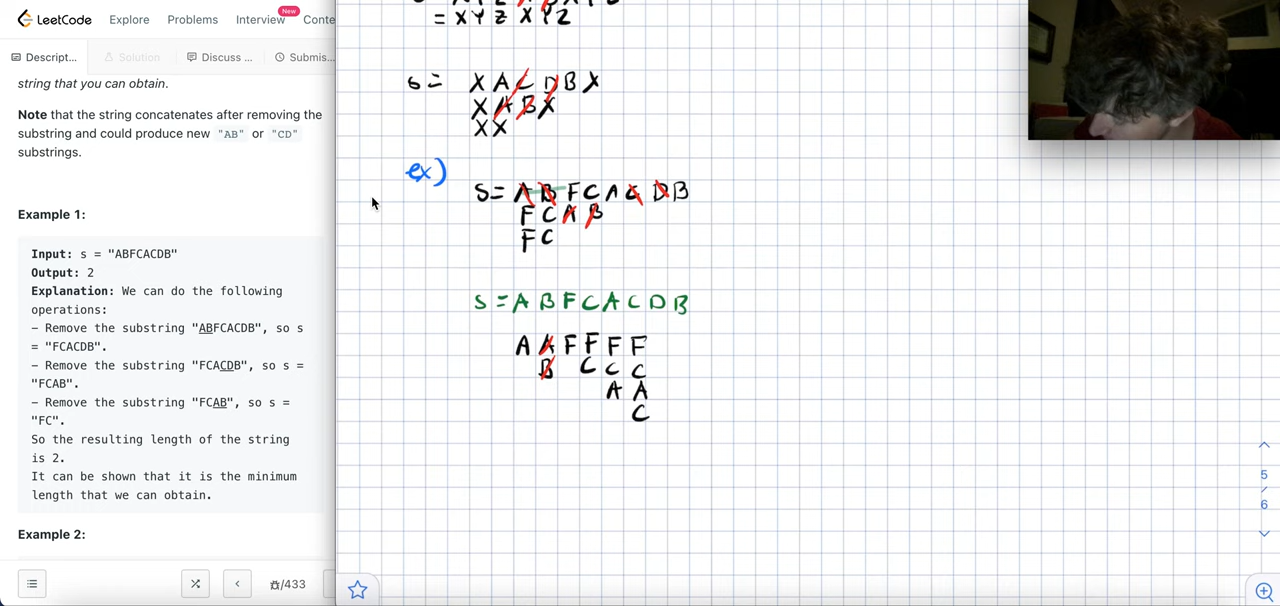 LeetCode
Explore
Problems
Interview
New
Conte
Descript...
Solution
Discuss ...
Submis...
string that you can obtain.
Note that the string concatenates after removing the
substring and could produce new "AB" or "CD"
substrings.
Example 1:
Input: s = "ABFCACDB"
Output: 2
Explanation: We can do the following
operations:
- Remove the substring "ABFCACDB", so s
= "FCACDB".
- Remove the substring "FCACDB", so s =
"FCAB".
- Remove the substring "FCAB", so s =
"FC".
So the resulting length of the string
is 2.
It can be shown that it is the minimum
length that we can obtain.
Example 2:
/433
= X Y Z X Y Z
S = X A C D B X
X A B X
X X
ex)
S = A B F C A C D B
F C A B
F C
S = A B F C A C D B
A A F F F F
B C C C
A A
C
5
/
6